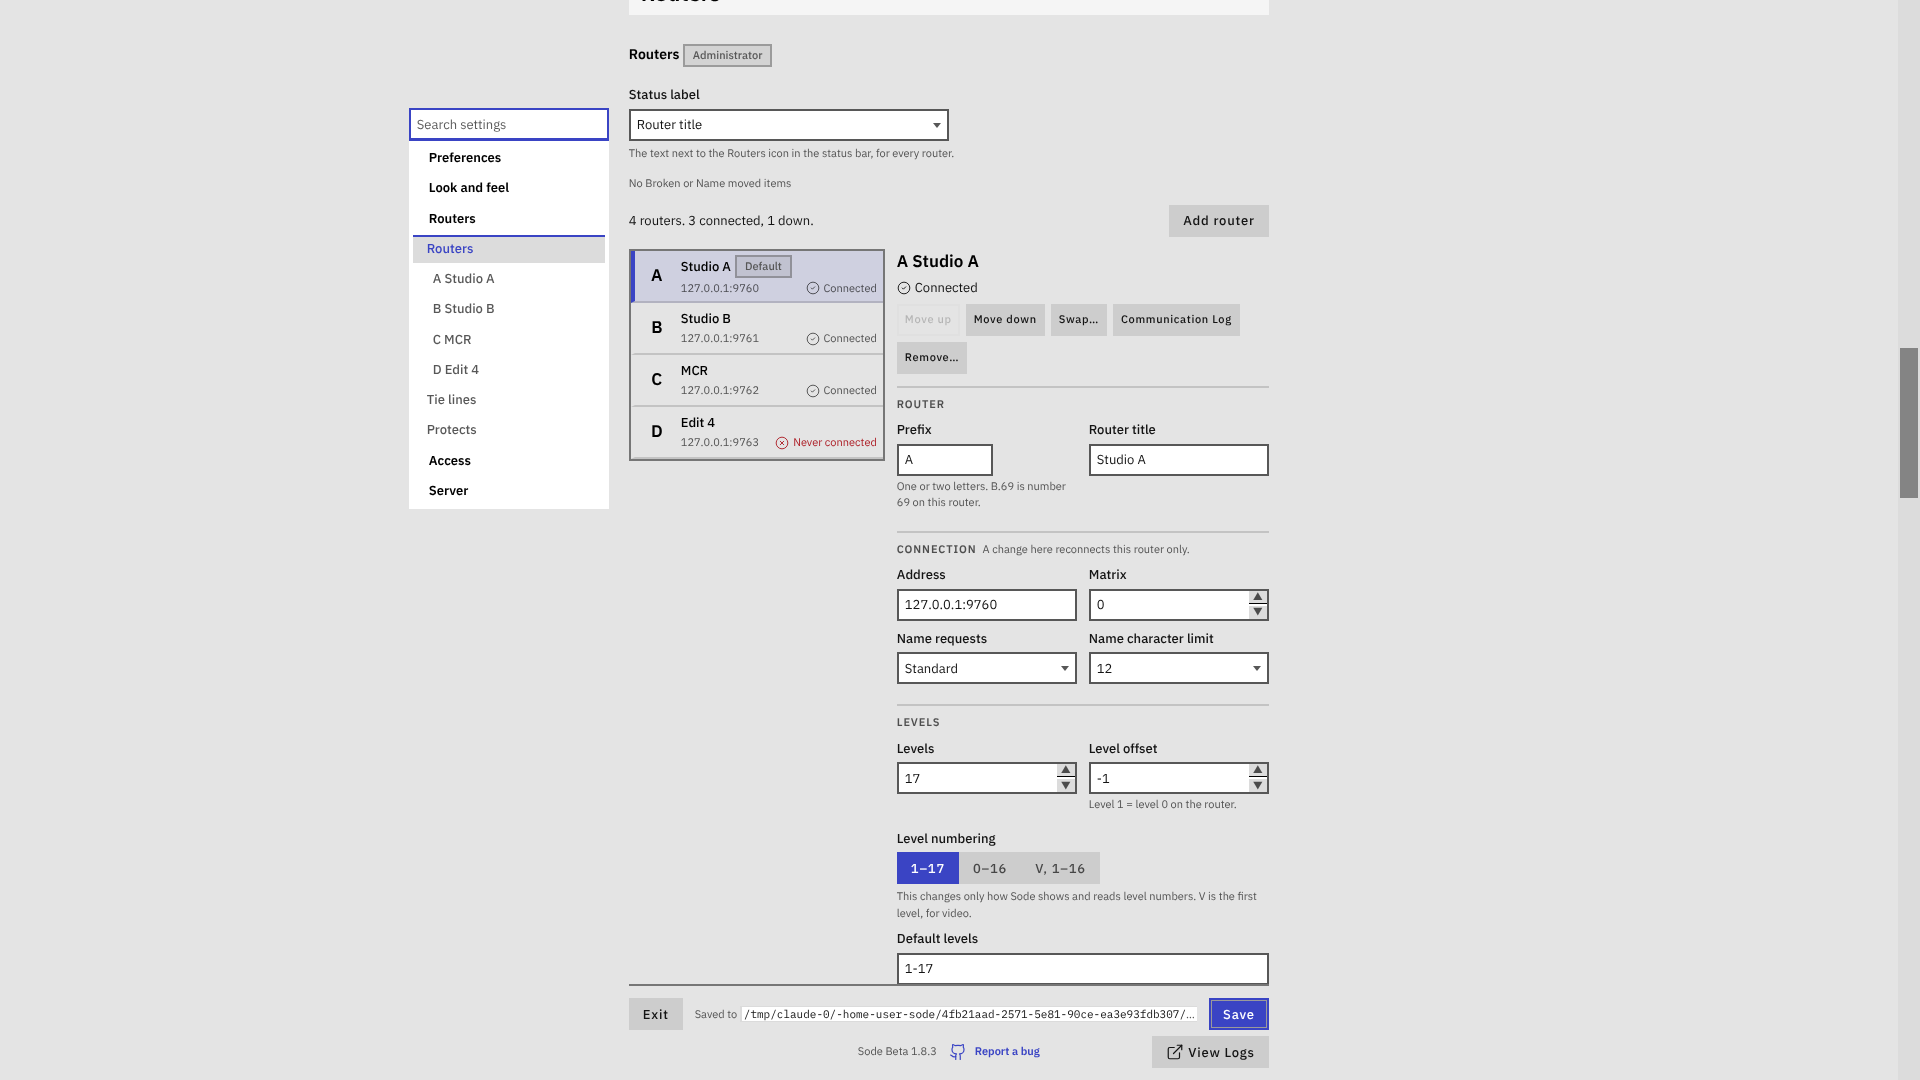 Routers Administrator
Status label
Router title
The text next to the Routers icon in the status bar, for every router.
No Broken or Name moved items
4 routers. 3 connected, 1 down.
Add router
Search settings
Preferences
Look and feel
Routers
Routers
A Studio A
B Studio B
C MCR
D Edit 4
Tie lines
Protects
Access
Server
A
Studio A Default
127.0.0.1:9760 Connected
B
Studio B
127.0.0.1:9761 Connected
C
MCR
127.0.0.1:9762 Connected
D
Edit 4
127.0.0.1:9763 Never connected
A Studio A
Connected
Move up Move down Swap… Communication Log
Remove…
ROUTER
Prefix Router title
A Studio A
One or two letters. B.69 is number
69 on this router.
CONNECTION A change here reconnects this router only.
Address Matrix
127.0.0.1:9760 0
Name requests Name character limit
Standard 12
LEVELS
Levels Level offset
17 -1
Level 1 = level 0 on the router.
Level numbering
1–17 0–16 V, 1–16
This changes only how Sode shows and reads level numbers. V is the first
level, for video.
Default levels
1-17
Exit Saved to /tmp/claude-0/-home-user-sode/4fb21aad-2571-5e81-90ce-ea3e93fdb307/… Save
Sode Beta 1.8.3 Report a bug View Logs